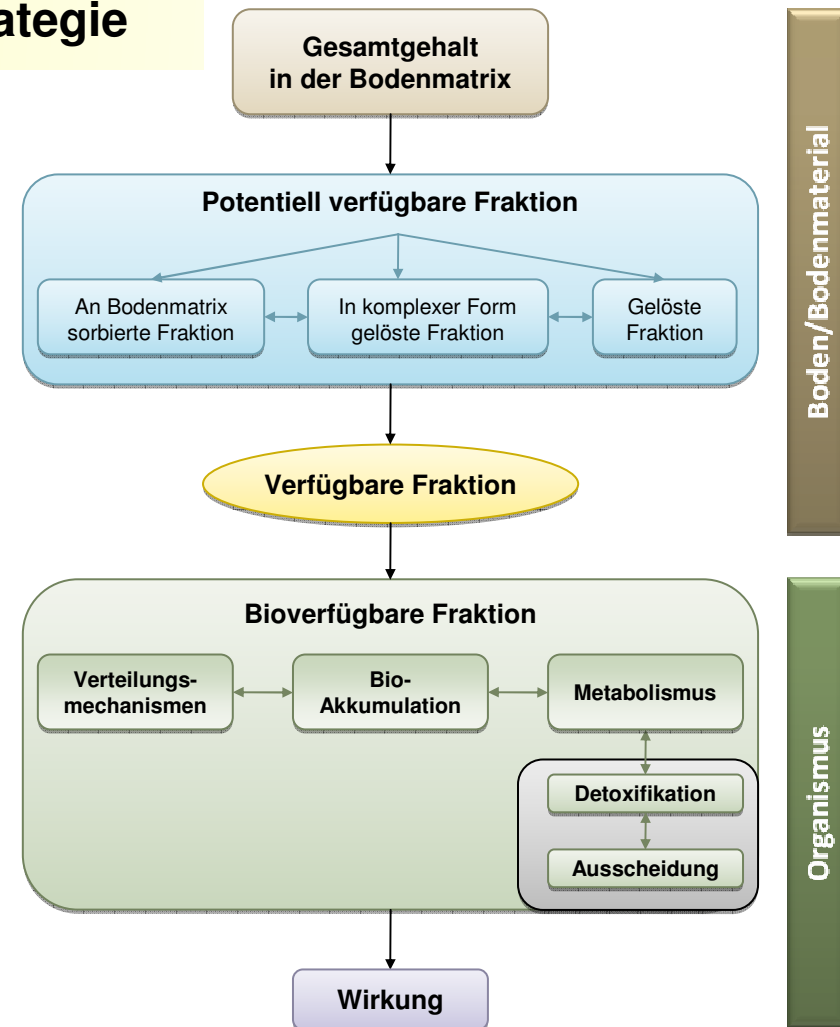 ategie
Gesamtgehalt
in der Bodenmatrix
Potentiell verfügbare Fraktion
An Bodenmatrix
sorbierte Fraktion
In komplexer Form
gelöste Fraktion
Gelöste
Fraktion
Verfügbare Fraktion
Boden/Bodenmaterial
Bioverfügbare Fraktion
Verteilungs-
mechanismen
Bio-
Akkumulation
Metabolismus
Detoxifikation
Ausscheidung
Organismus
Wirkung